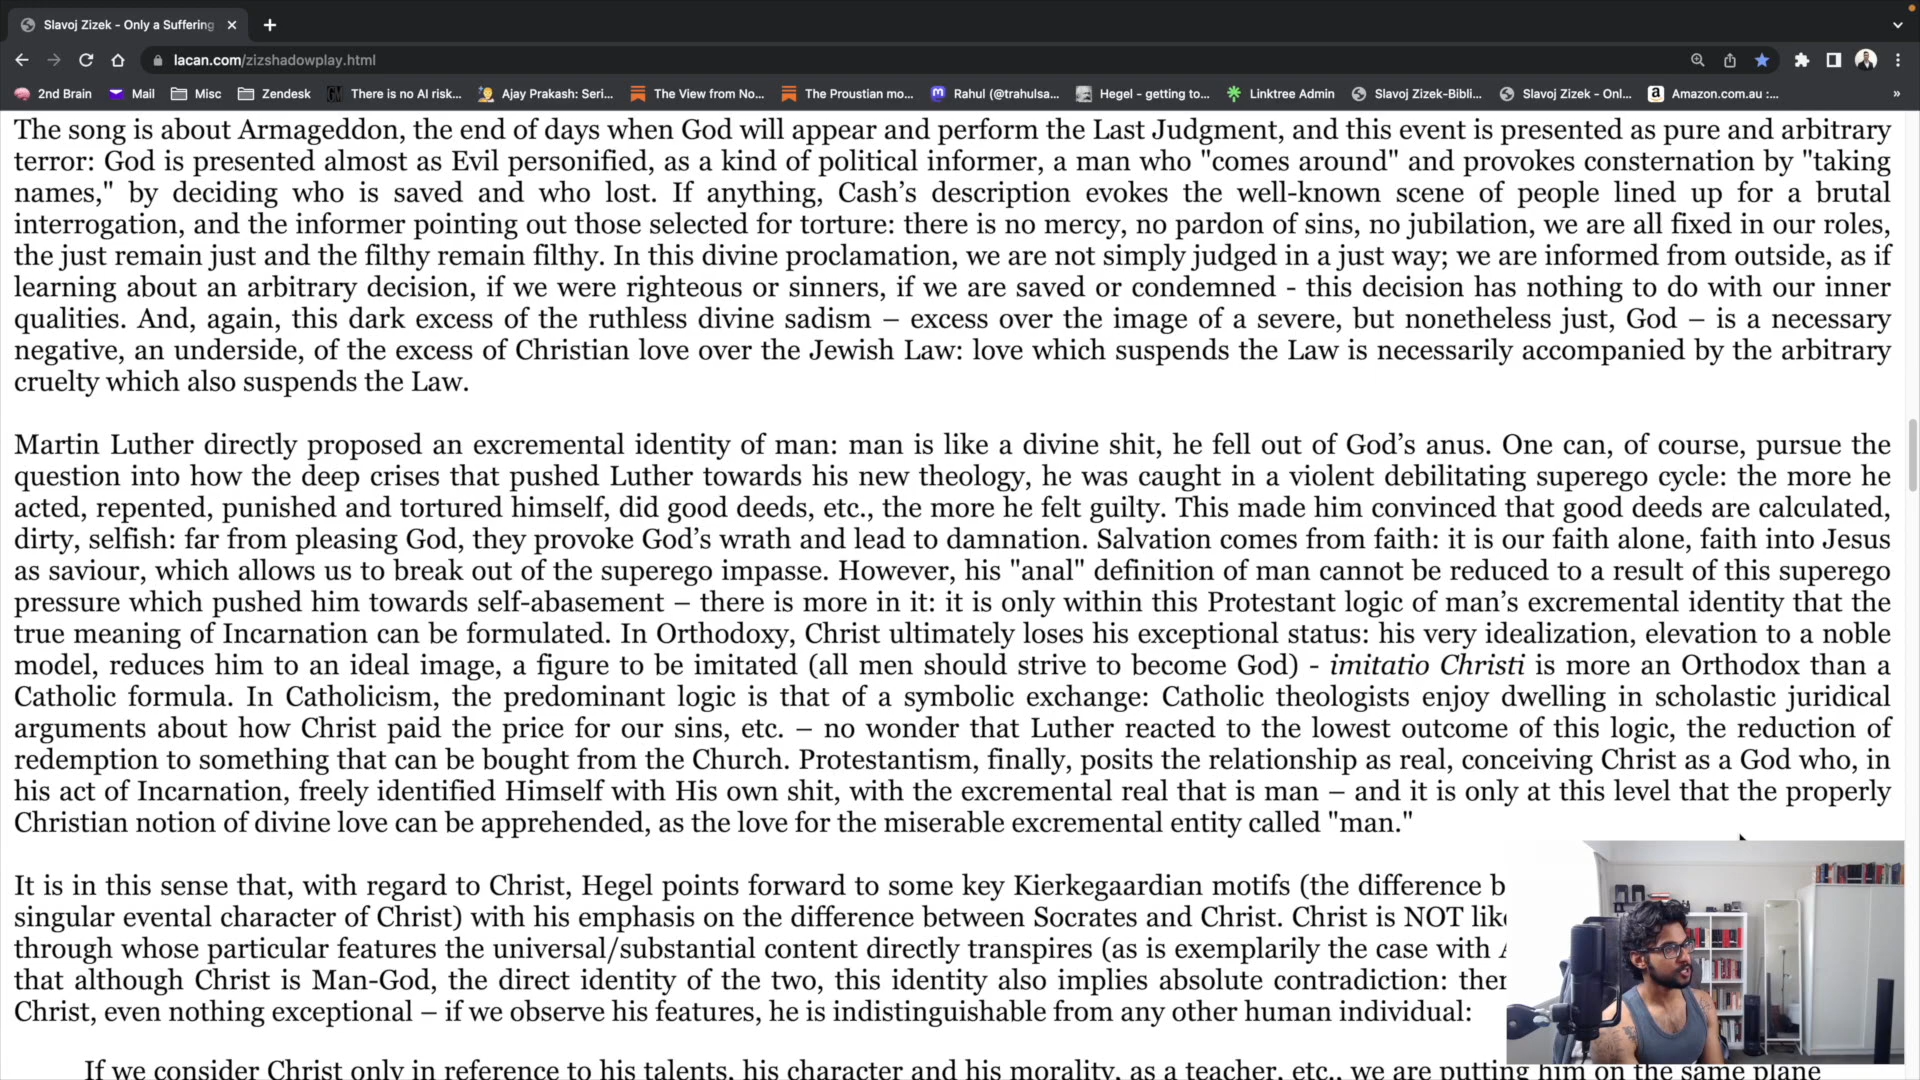 Slavoj Zizek - Only a Suffering
lacan.com/zizshadowplay.html
2nd Brain Mail Misc Zendesk There is no AI risk... Ajay Prakash: Seri... The View from No... The Proustian mo... Rahul (@trahulsa... Hegel - getting to... Linktree Admin Slavoj Zizek-Bibli... Slavoj Zizek - Onl... Amazon.com.au :... »
The song is about Armageddon, the end of days when God will appear and perform the Last Judgment, and this event is presented as pure and arbitrary
terror: God is presented almost as Evil personified, as a kind of political informer, a man who "comes around" and provokes consternation by "taking
names," by deciding who is saved and who lost. If anything, Cash’s description evokes the well-known scene of people lined up for a brutal
interrogation, and the informer pointing out those selected for torture: there is no mercy, no pardon of sins, no jubilation, we are all fixed in our roles,
the just remain just and the filthy remain filthy. In this divine proclamation, we are not simply judged in a just way; we are informed from outside, as if
learning about an arbitrary decision, if we were righteous or sinners, if we are saved or condemned - this decision has nothing to do with our inner
qualities. And, again, this dark excess of the ruthless divine sadism – excess over the image of a severe, but nonetheless just, God – is a necessary
negative, an underside, of the excess of Christian love over the Jewish Law: love which suspends the Law is necessarily accompanied by the arbitrary
cruelty which also suspends the Law.
Martin Luther directly proposed an excremental identity of man: man is like a divine shit, he fell out of God’s anus. One can, of course, pursue the
question into how the deep crises that pushed Luther towards his new theology, he was caught in a violent debilitating superego cycle: the more he
acted, repented, punished and tortured himself, did good deeds, etc., the more he felt guilty. This made him convinced that good deeds are calculated,
dirty, selfish: far from pleasing God, they provoke God’s wrath and lead to damnation. Salvation comes from faith: it is our faith alone, faith into Jesus
as saviour, which allows us to break out of the superego impasse. However, his "anal" definition of man cannot be reduced to a result of this superego
pressure which pushed him towards self-abasement – there is more in it: it is only within this Protestant logic of man’s excremental identity that the
true meaning of Incarnation can be formulated. In Orthodoxy, Christ ultimately loses his exceptional status: his very idealization, elevation to a noble
model, reduces him to an ideal image, a figure to be imitated (all men should strive to become God) - imitatio Christi is more an Orthodox than a
Catholic formula. In Catholicism, the predominant logic is that of a symbolic exchange: Catholic theologists enjoy dwelling in scholastic juridical
arguments about how Christ paid the price for our sins, etc. – no wonder that Luther reacted to the lowest outcome of this logic, the reduction of
redemption to something that can be bought from the Church. Protestantism, finally, posits the relationship as real, conceiving Christ as a God who, in
his act of Incarnation, freely identified Himself with His own shit, with the excremental real that is man – and it is only at this level that the properly
Christian notion of divine love can be apprehended, as the love for the miserable excremental entity called "man."
It is in this sense that, with regard to Christ, Hegel points forward to some key Kierkegaardian motifs (the difference b
singular evental character of Christ) with his emphasis on the difference between Socrates and Christ. Christ is NOT lik
through whose particular features the universal/substantial content directly transpires (as is exemplarily the case with
that although Christ is Man-God, the direct identity of the two, this identity also implies absolute contradiction: ther
Christ, even nothing exceptional – if we observe his features, he is indistinguishable from any other human individual:
If we consider Christ only in reference to his talents, his character and his morality, as a teacher, etc., we are putting him on the same plane